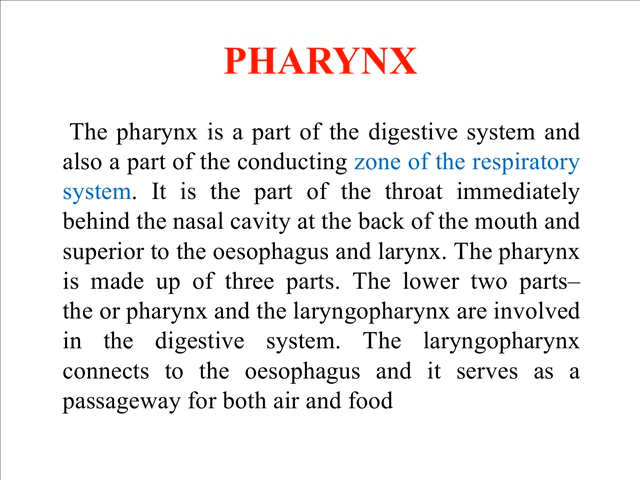 PHARYNX
The pharynx is a part of the digestive system and
also a part of the conducting zone of the respiratory
system. It is the part of the throat immediately
behind the nasal cavity at the back of the mouth and
superior to the oesophagus and larynx. The pharynx
is made up of three parts. The lower two parts–
the or pharynx and the laryngopharynx are involved
in the digestive system. The laryngopharynx
connects to the oesophagus and it serves as a
passageway for both air and food